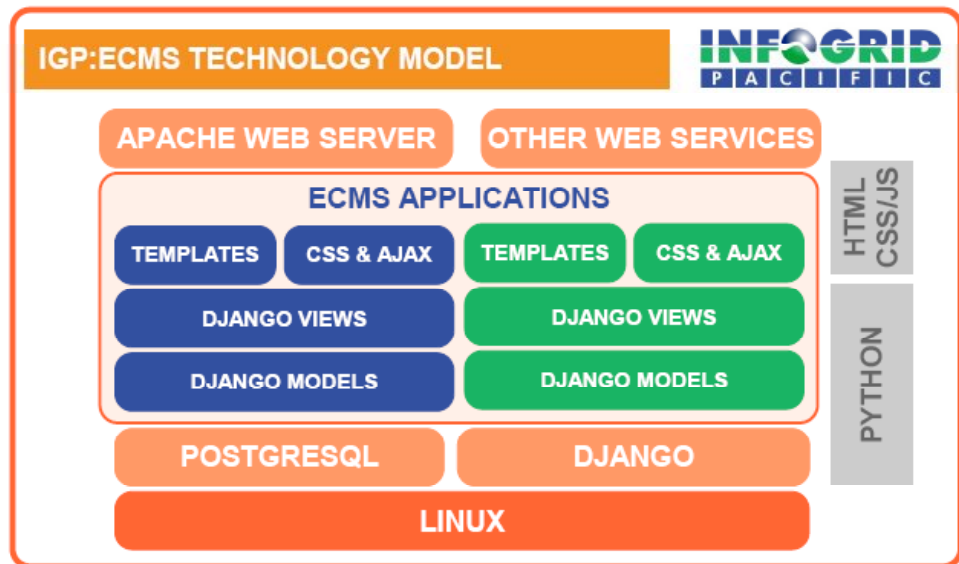 IGP:ECMS TECHNOLOGY MODEL
INFOGRID
PACIFIC
APACHE WEB SERVER
OTHER WEB SERVICES
ECMS APPLICATIONS
TEMPLATES
CSS & AJAX
TEMPLATES
CSS & AJAX
DJANGO VIEWS
DJANGO VIEWS
DJANGO MODELS
DJANGO MODELS
POSTGRESQL
DJANGO
LINUX
HTML
CSS/JS
PYTHON